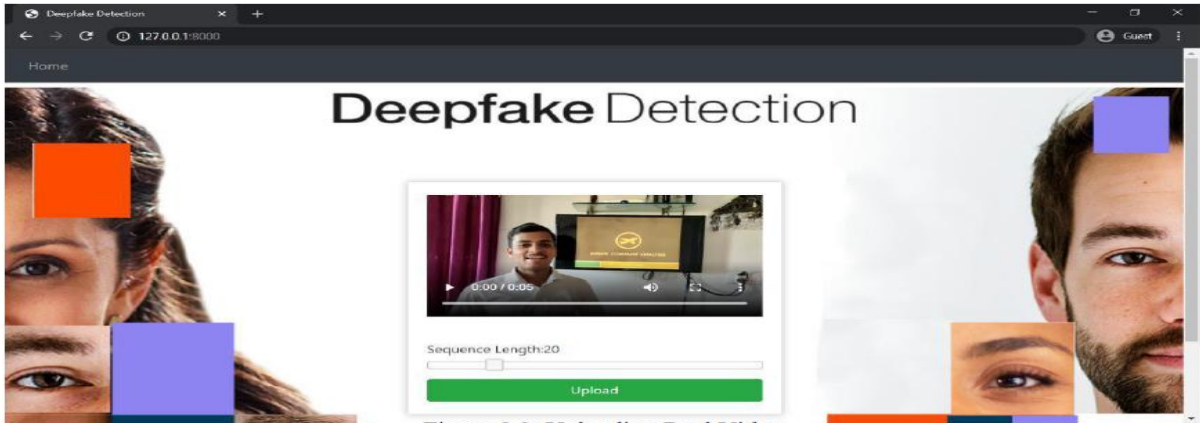 Deepfake Detection
127.0.0.1:8000
Guest
Home
Deepfake Detection
0:00 / 0:05
Sequence Length:20
Upload